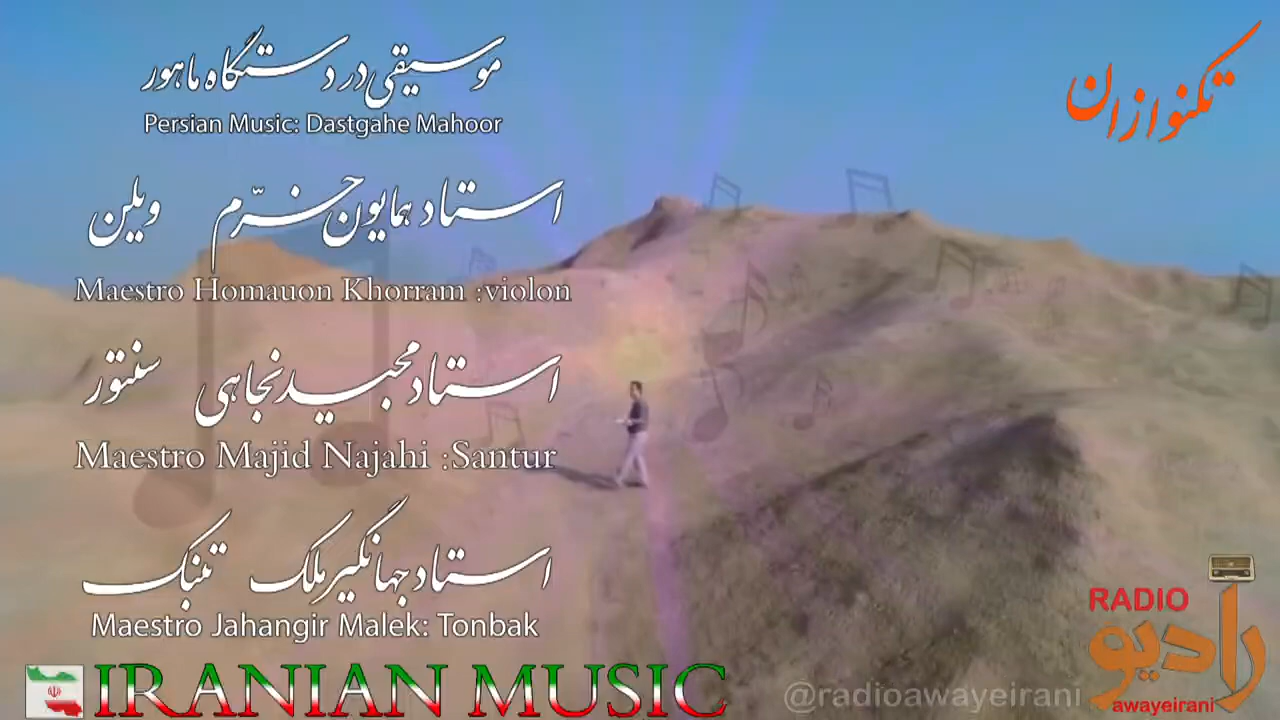 موسیقی در دستگاه ماهور
Persian Music: Dastgahe Mahoor
تکنوازان
استاد همایون خرّم ویلن
Maestro Homauon Khorram :violon
استاد مجید نجاهی سنتور
Maestro Majid Najahi :Santur
استاد جهانگیر ملک تنبک
Maestro Jahangir Malek: Tonbak
IRANIAN MUSIC
@radioawayeirani
RADIO
رادیو
awayeirani